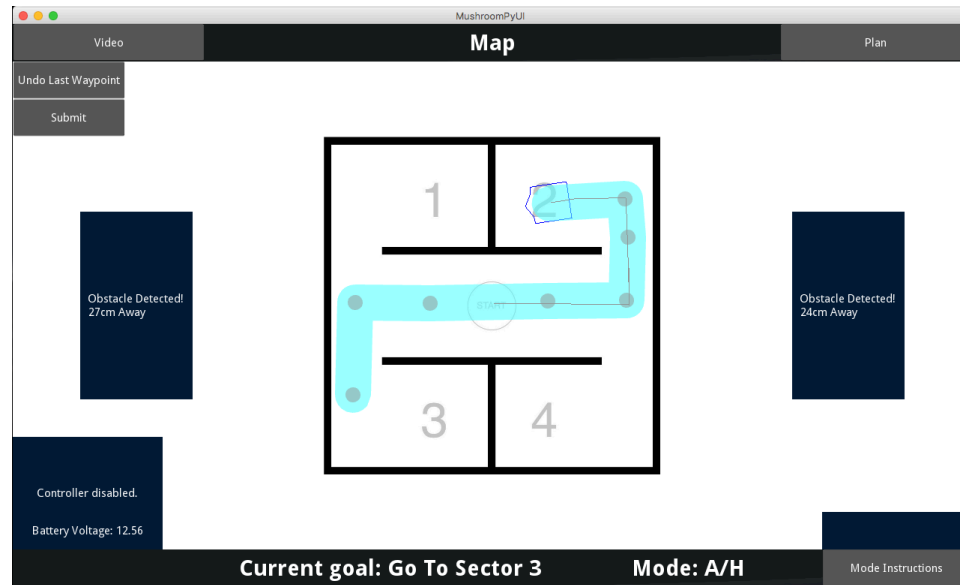 MushroomPyUI
Video
Map
Plan
Undo Last Waypoint
Submit
1
2
Obstacle Detected!
27cm Away
START
Obstacle Detected!
24cm Away
3
4
Controller disabled.
Battery Voltage: 12.56
Current goal: Go To Sector 3
Mode: A/H
Mode Instructions